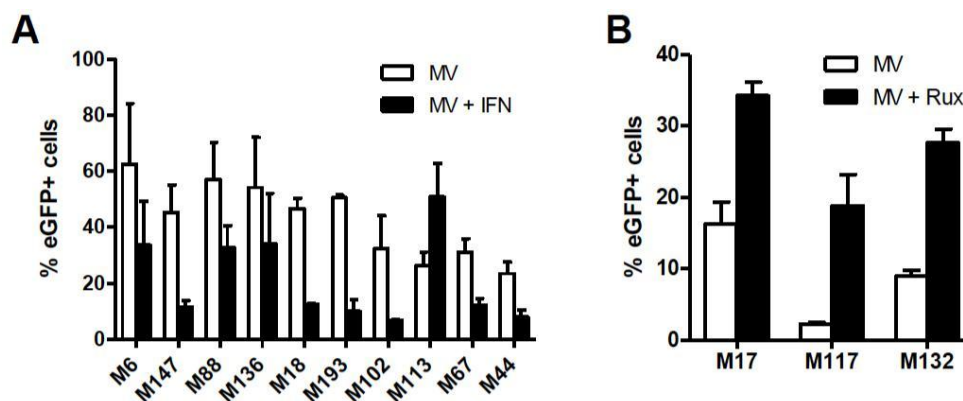 A
% eGFP+ cells
100
80
60
40
20
0
MV
MV + IFN
M6
M147
M88
M136
M18
M193
M102
M113
M67
M44
B
% eGFP+ cells
40
30
20
10
0
MV
MV + Rux
M17
M117
M132